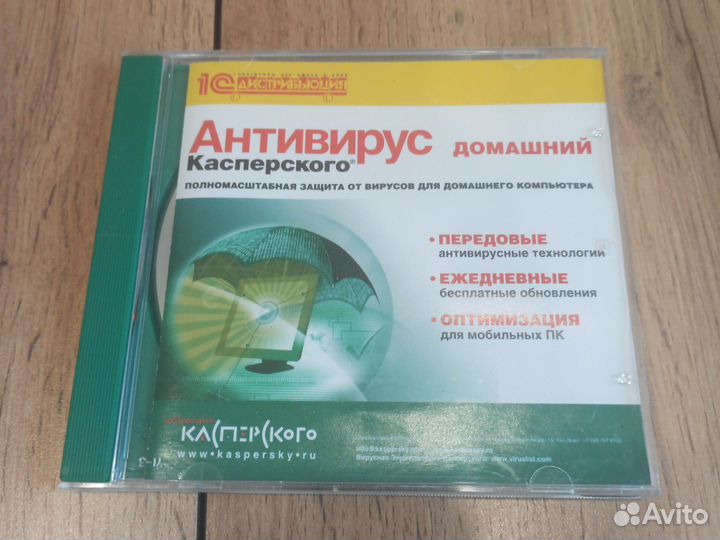 1С ДИСТРИБЬЮЦИЯ
АНТИВИРУС ДОМАШНИЙ
Касперского®
ПОЛНОМАСШТАБНАЯ ЗАЩИТА ОТ ВИРУСОВ ДЛЯ ДОМАШНЕГО КОМПЬЮТЕРА
• ПЕРЕДОВЫЕ
антивирусные технологии
• ЕЖЕДНЕВНЫЕ
бесплатные обновления
• ОПТИМИЗАЦИЯ
для мобильных ПК
КАСПЕРСКОГО
www.kaspersky.ru
Вирусная www.viruslist.com
Avito